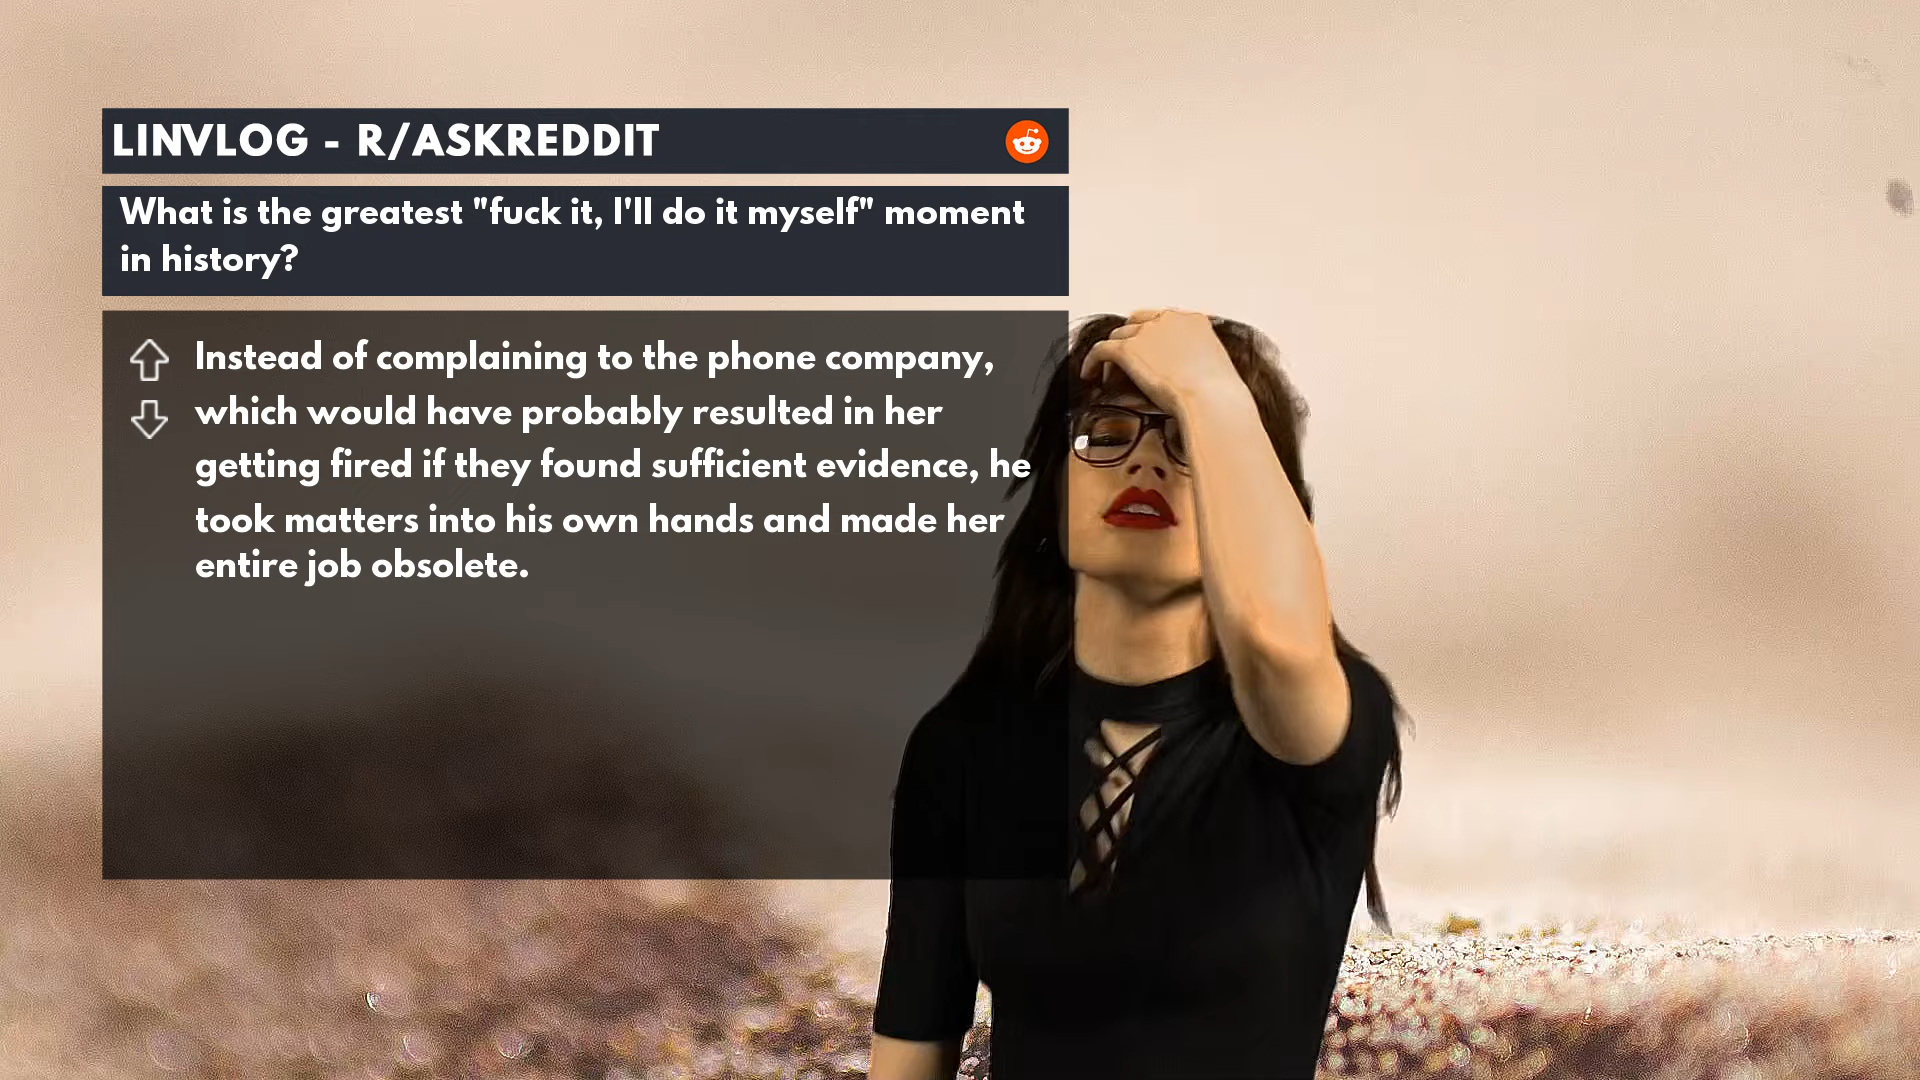 LINVLOG - R/ASKREDDIT
What is the greatest "fuck it, I'll do it myself" moment
in history?
Instead of complaining to the phone company,
which would have probably resulted in her
getting fired if they found sufficient evidence, he
took matters into his own hands and made her
entire job obsolete.